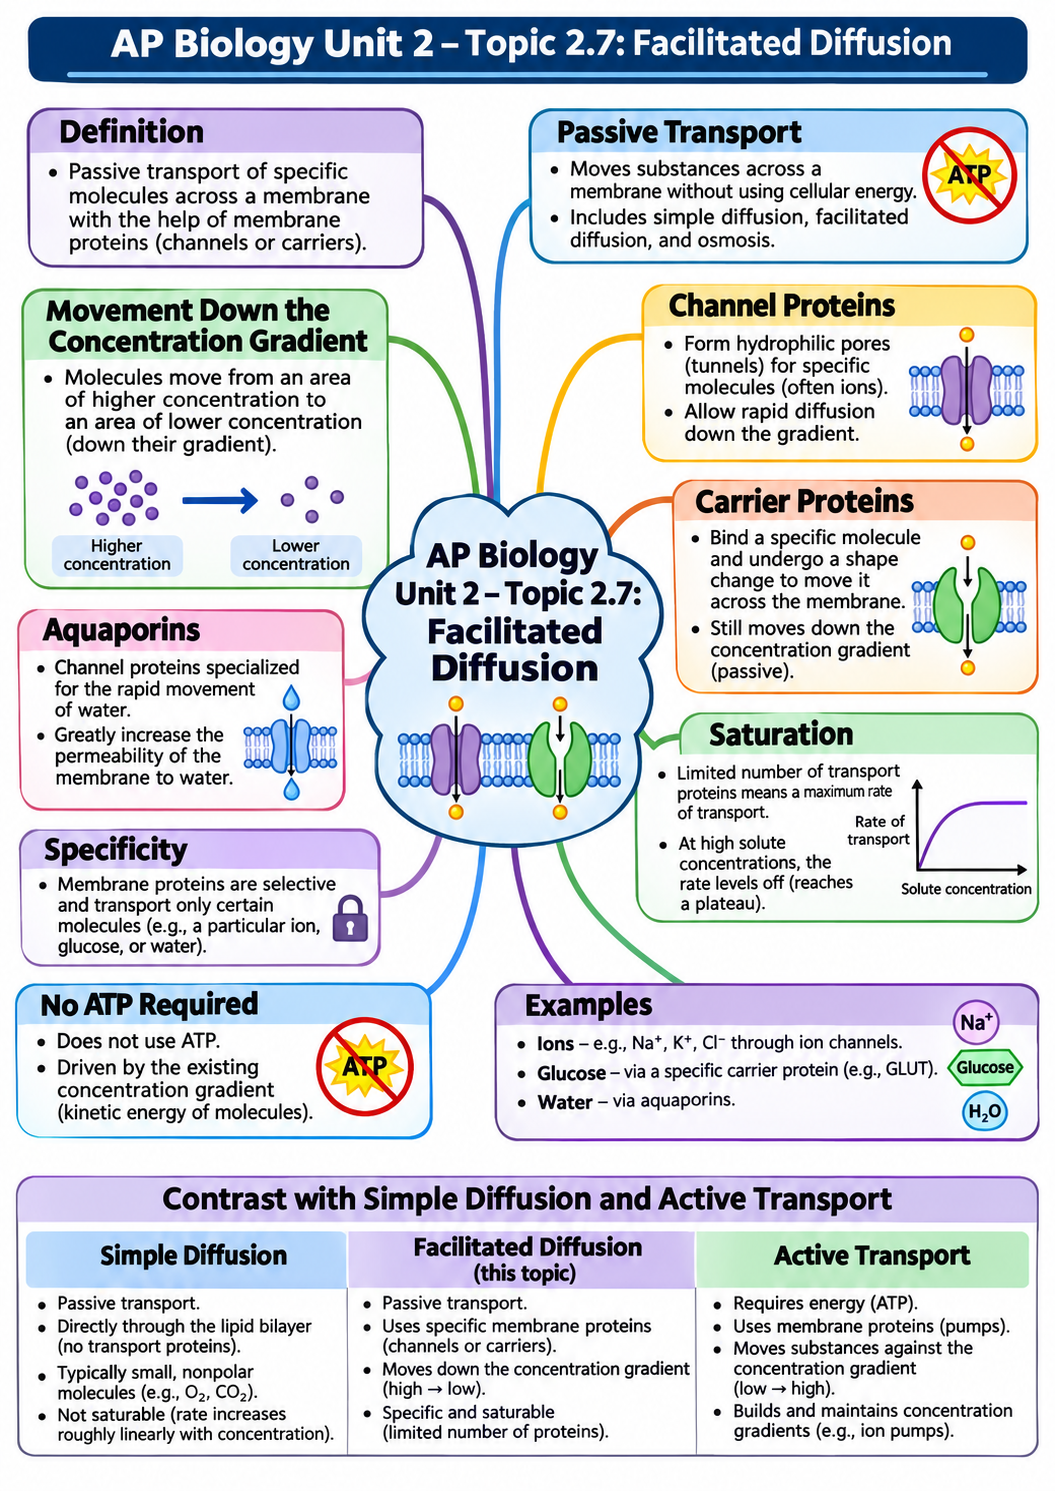 AP Biology Unit 2 – Topic 2.7: Facilitated Diffusion
Definition
• Passive transport of specific
molecules across a membrane
with the help of membrane
proteins (channels or carriers).
Passive Transport
• Moves substances across a
membrane without using cellular energy.
• Includes simple diffusion, facilitated
diffusion, and osmosis.
ATP
Movement Down the
Concentration Gradient
• Molecules move from an area
of higher concentration to
an area of lower concentration
(down their gradient).
Higher
concentration
Lower
concentration
Channel Proteins
• Form hydrophilic pores
(tunnels) for specific
molecules (often ions).
• Allow rapid diffusion
down the gradient.
Carrier Proteins
• Bind a specific molecule
and undergo a shape
change to move it
across the membrane.
• Still moves down the
concentration gradient
(passive).
AP Biology
Unit 2 – Topic 2.7:
Facilitated
Diffusion
Aquaporins
• Channel proteins specialized
for the rapid movement
of water.
• Greatly increase the
permeability of the
membrane to water.
Saturation
• Limited number of transport
proteins means a maximum rate
of transport.
• At high solute
concentrations, the
rate levels off (reaches
a plateau).
Rate of
transport
Solute concentration
Specificity
• Membrane proteins are selective
and transport only certain
molecules (e.g., a particular ion,
glucose, or water).
No ATP Required
• Does not use ATP.
• Driven by the existing
concentration gradient
(kinetic energy of molecules).
ATP
Examples
• Ions – e.g., Na⁺, K⁺, Cl⁻ through ion channels.
• Glucose – via a specific carrier protein (e.g., GLUT).
• Water – via aquaporins.
Na⁺
Glucose
H₂O
Contrast with Simple Diffusion and Active Transport
Simple Diffusion
• Passive transport.
• Directly through the lipid bilayer
(no transport proteins).
• Typically small, nonpolar
molecules (e.g., O₂, CO₂).
• Not saturable (rate increases
roughly linearly with concentration).
Facilitated Diffusion
(this topic)
• Passive transport.
• Uses specific membrane proteins
(channels or carriers).
• Moves down the concentration gradient
(high → low).
• Specific and saturable
(limited number of proteins).
Active Transport
• Requires energy (ATP).
• Uses membrane proteins (pumps).
• Moves substances against the
concentration gradient
(low → high).
• Builds and maintains concentration
gradients (e.g., ion pumps).